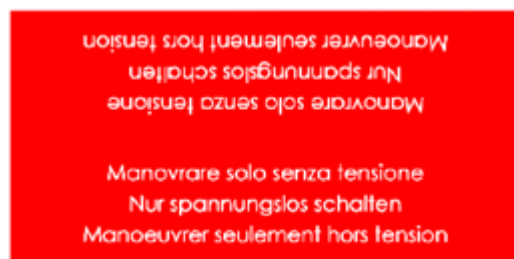 Manoeuvrer seulement hors tension
Nur spannungslos schalten
Manovrare solo senza tensione
Manovrare solo senza tensione
Nur spannungslos schalten
Manoeuvrer seulement hors tension